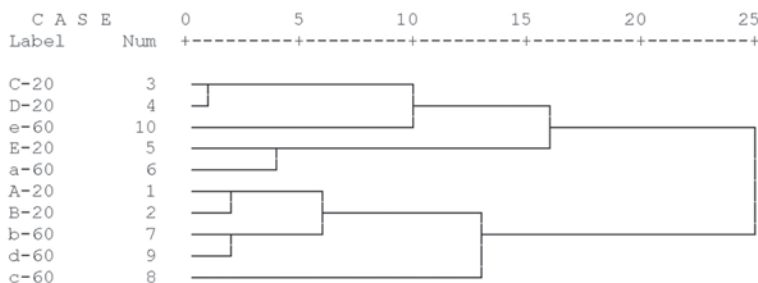 C A S E 0 5 10 15 20 25
Label Num +---------+---------+---------+---------+---------+
C-20 3
D-20 4
e-60 10
E-20 5
a-60 6
A-20 1
B-20 2
b-60 7
d-60 9
c-60 8